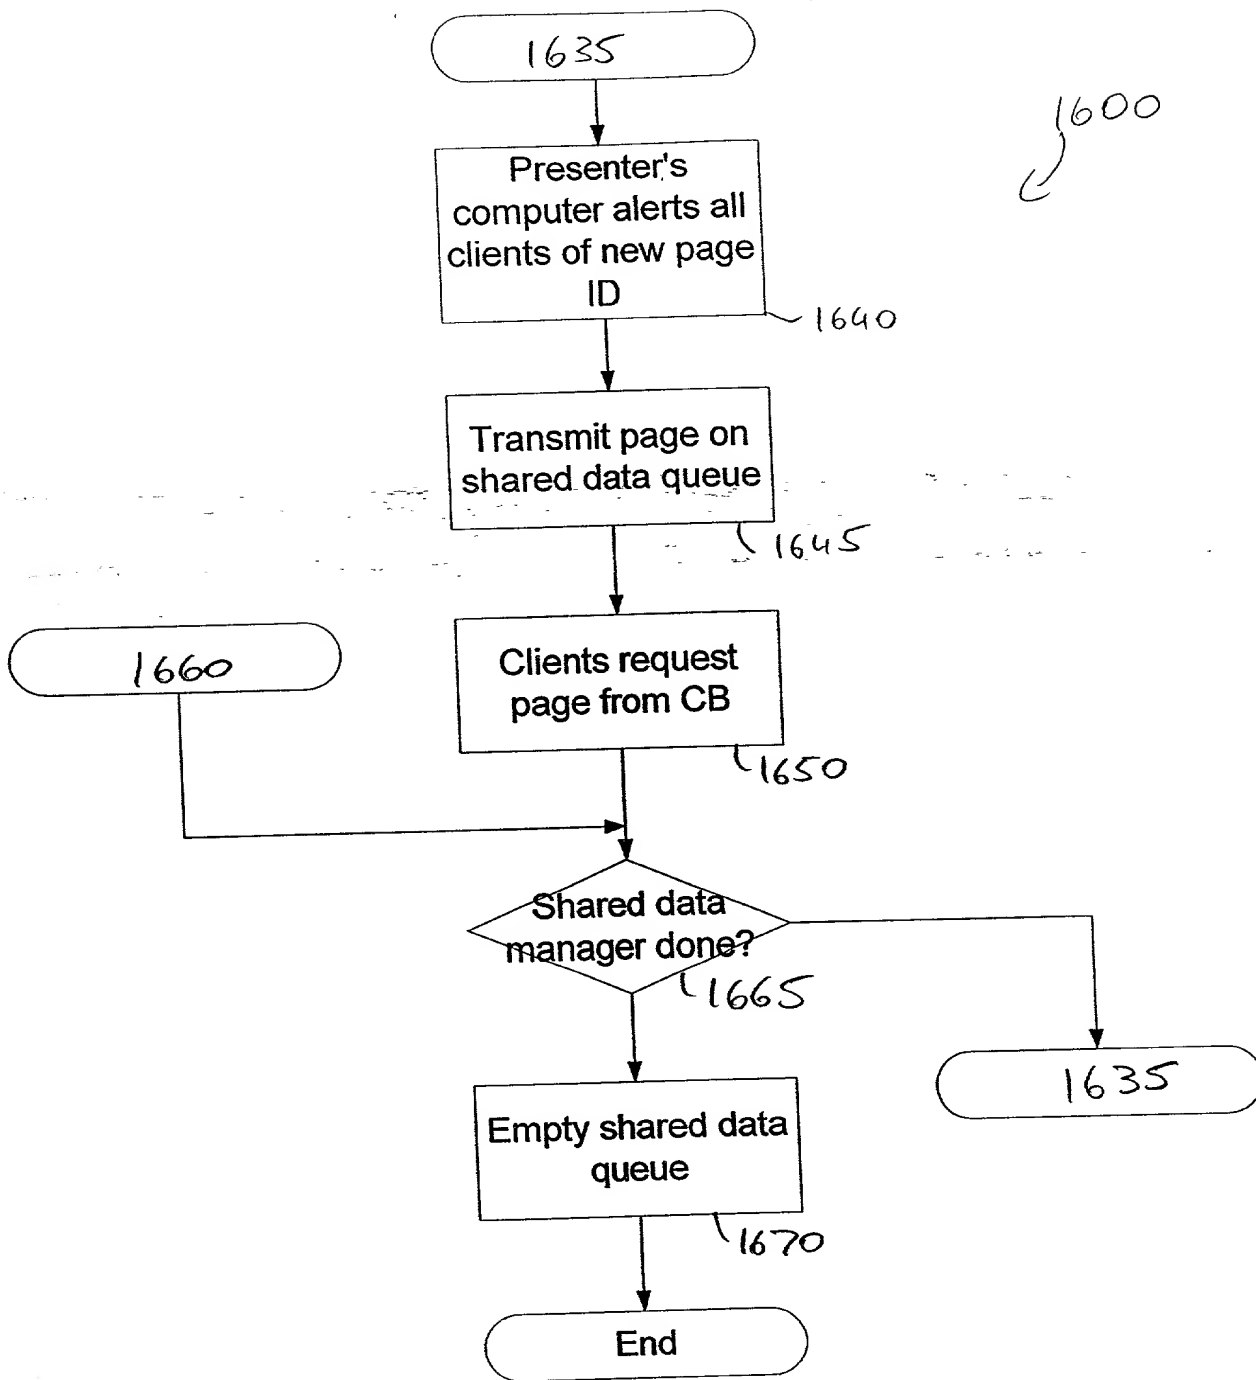 1635
1600
Presenter's
computer alerts all
clients of new page
ID
1640
Transmit page on
shared data queue
1645
1660
Clients request
page from CB
1650
Shared data
manager done?
1665
1635
Empty shared data
queue
1670
End